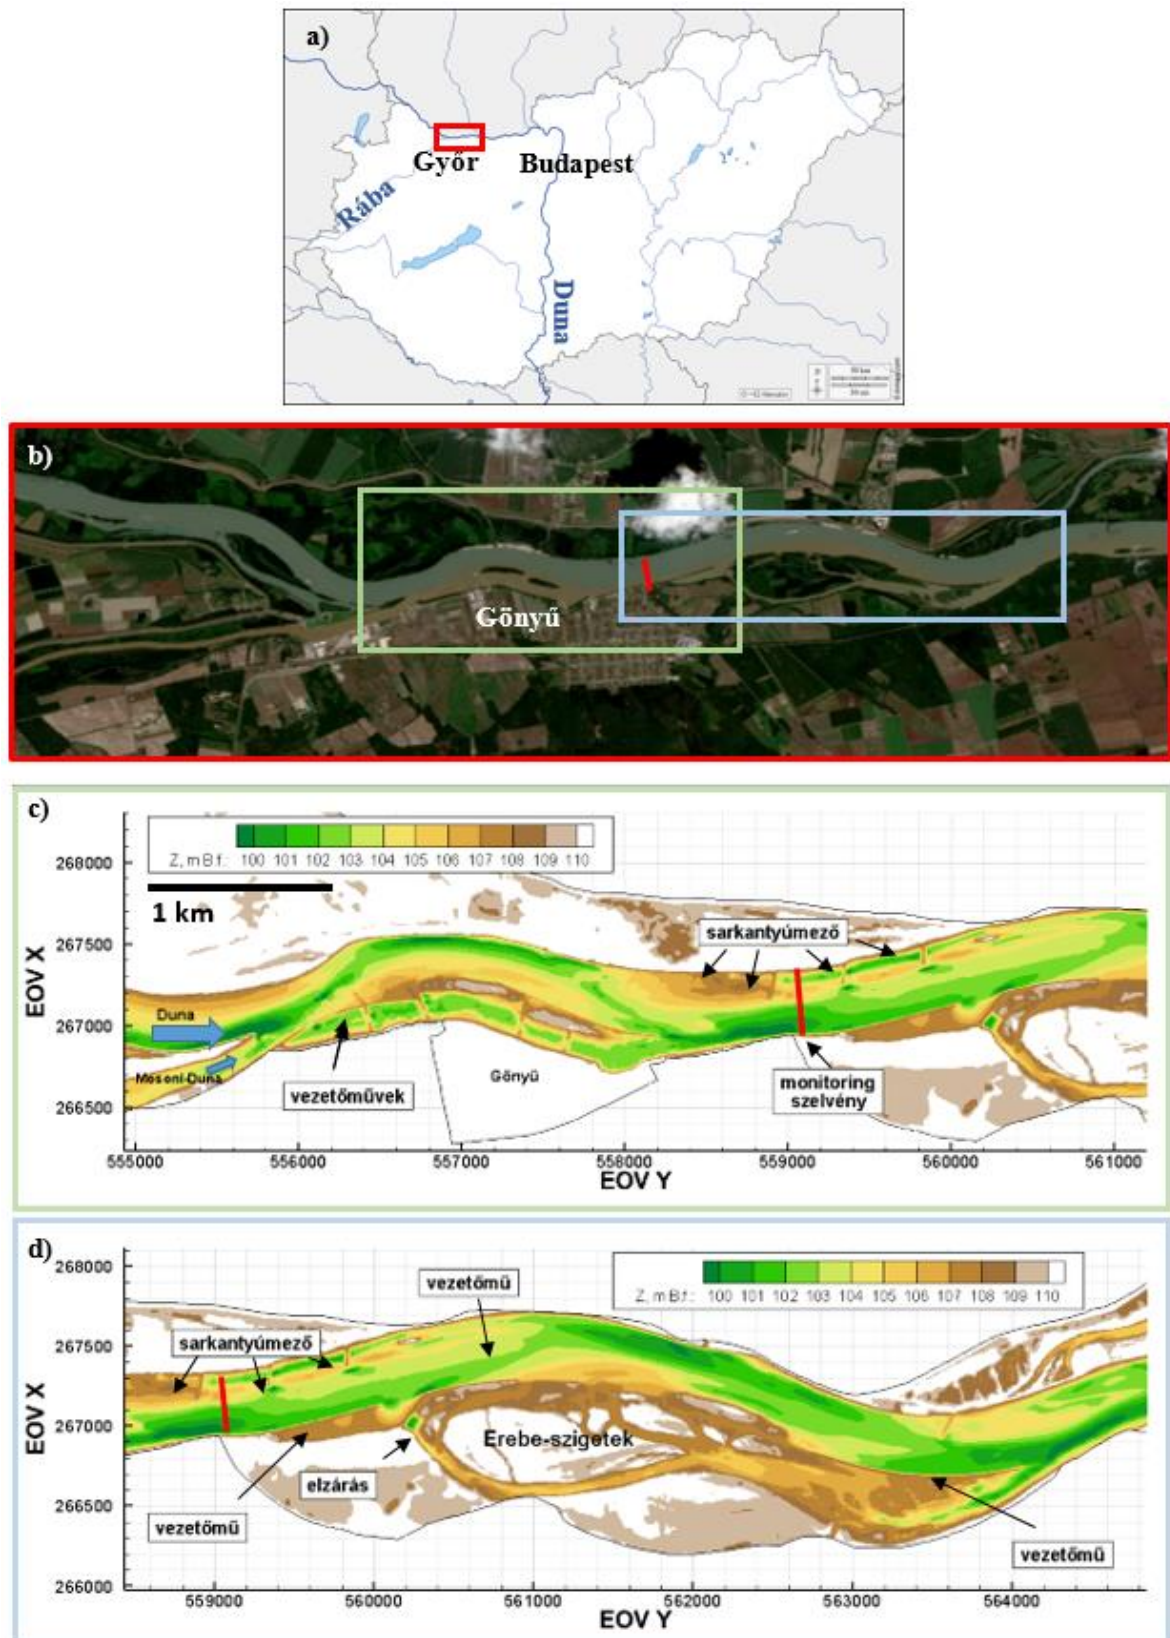 a)
Győr
Budapest
Rába
Duna
b)
Gönyű
c)
Z, m B.f.: 100 101 102 103 104 105 106 107 108 109 110
1 km
268000
267500
267000
266500
EOV X
sarkantyúmező
Duna
Mosoni-Duna
vezetőművek
Gönyű
monitoring
szelvény
555000 556000 557000 558000 559000 560000 561000
EOV Y
d)
268000
267500
267000
266500
266000
EOV X
vezetőmű
Z, m B.f.: 100 101 102 103 104 105 106 107 108 109 110
sarkantyúmező
Erebe-szigetek
elzárás
vezetőmű
vezetőmű
559000 560000 561000 562000 563000 564000
EOV Y